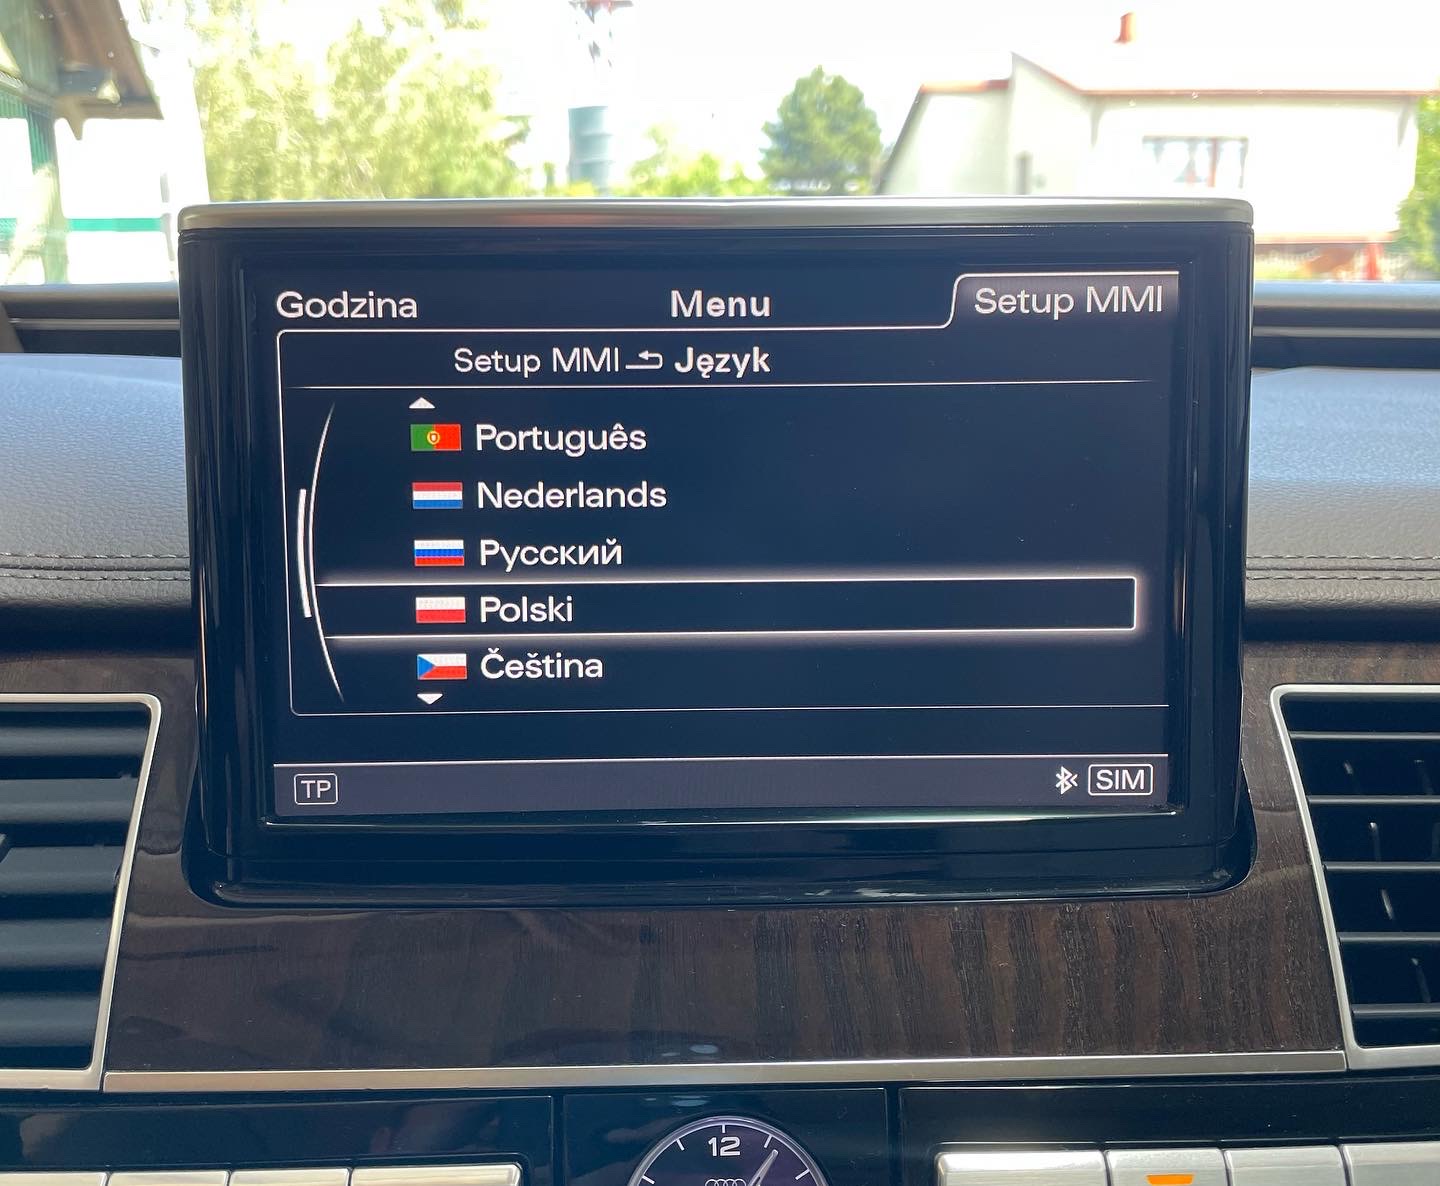 Godzina Menu Setup MMI
Setup MMI Język
Português
Nederlands
Русский
Polski
Čeština
TP SIM
12